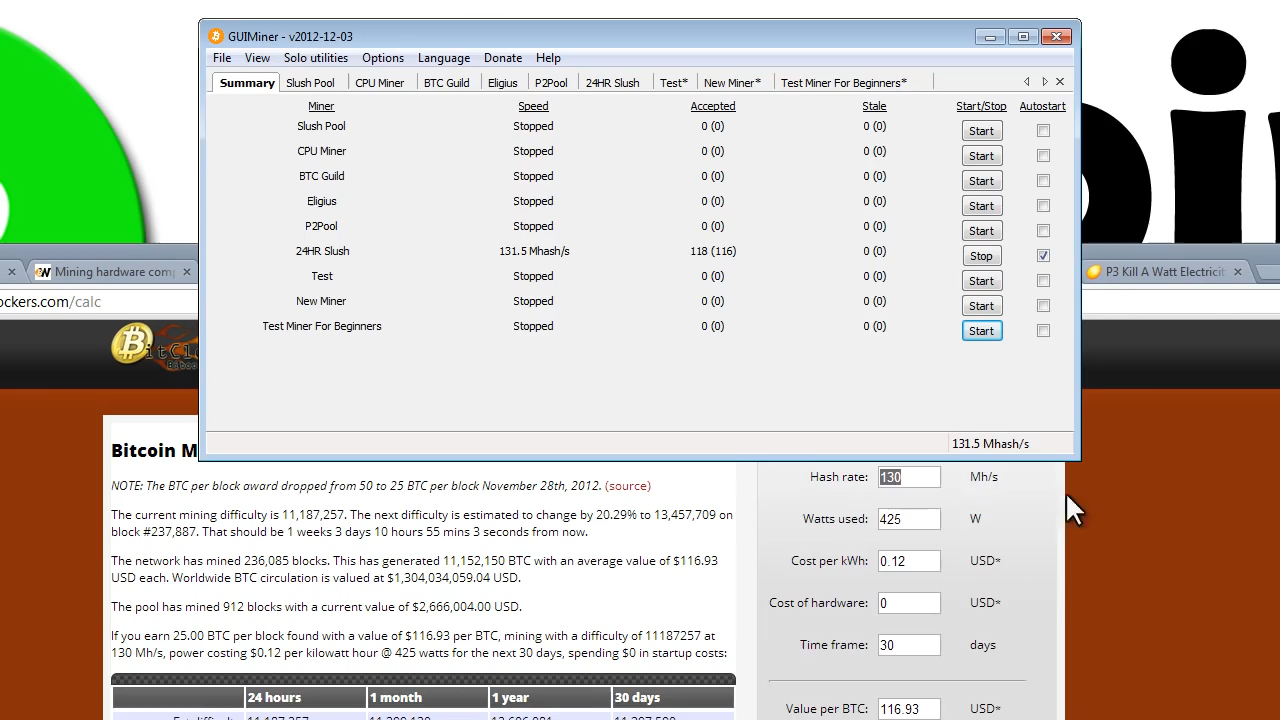 GUIMiner - v2012-12-03
File View Solo utilities Options Language Donate Help
Summary Slush Pool CPU Miner BTC Guild Eligius P2Pool 24HR Slush Test* New Miner* Test Miner For Beginners*
Miner Speed Accepted Stale Start/Stop Autostart
Slush Pool Stopped 0 (0) 0 (0) Start
CPU Miner Stopped 0 (0) 0 (0) Start
BTC Guild Stopped 0 (0) 0 (0) Start
Eligius Stopped 0 (0) 0 (0) Start
P2Pool Stopped 0 (0) 0 (0) Start
24HR Slush 131.5 Mhash/s 118 (116) 0 (0) Stop
Test Stopped 0 (0) 0 (0) Start
New Miner Stopped 0 (0) 0 (0) Start
Test Miner For Beginners Stopped 0 (0) 0 (0) Start
131.5 Mhash/s
Mining hardware comp
P3 Kill A Watt Electricit
ockers.com/calc
Bitcoin M
NOTE: The BTC per block award dropped from 50 to 25 BTC per block November 28th, 2012. (source)
The current mining difficulty is 11,187,257. The next difficulty is estimated to change by 20.29% to 13,457,709 on
block #237,887. That should be 1 weeks 3 days 10 hours 55 mins 3 seconds from now.
The network has mined 236,085 blocks. This has generated 11,152,150 BTC with an average value of $116.93
USD each. Worldwide BTC circulation is valued at $1,304,034,059.04 USD.
The pool has mined 912 blocks with a current value of $2,666,004.00 USD.
If you earn 25.00 BTC per block found with a value of $116.93 per BTC, mining with a difficulty of 11187257 at
130 Mh/s, power costing $0.12 per kilowatt hour @ 425 watts for the next 30 days, spending $0 in startup costs:
24 hours 1 month 1 year 30 days
Hash rate: 130 Mh/s
Watts used: 425 W
Cost per kWh: 0.12 USD*
Cost of hardware: 0 USD*
Time frame: 30 days
Value per BTC: 116.93 USD*